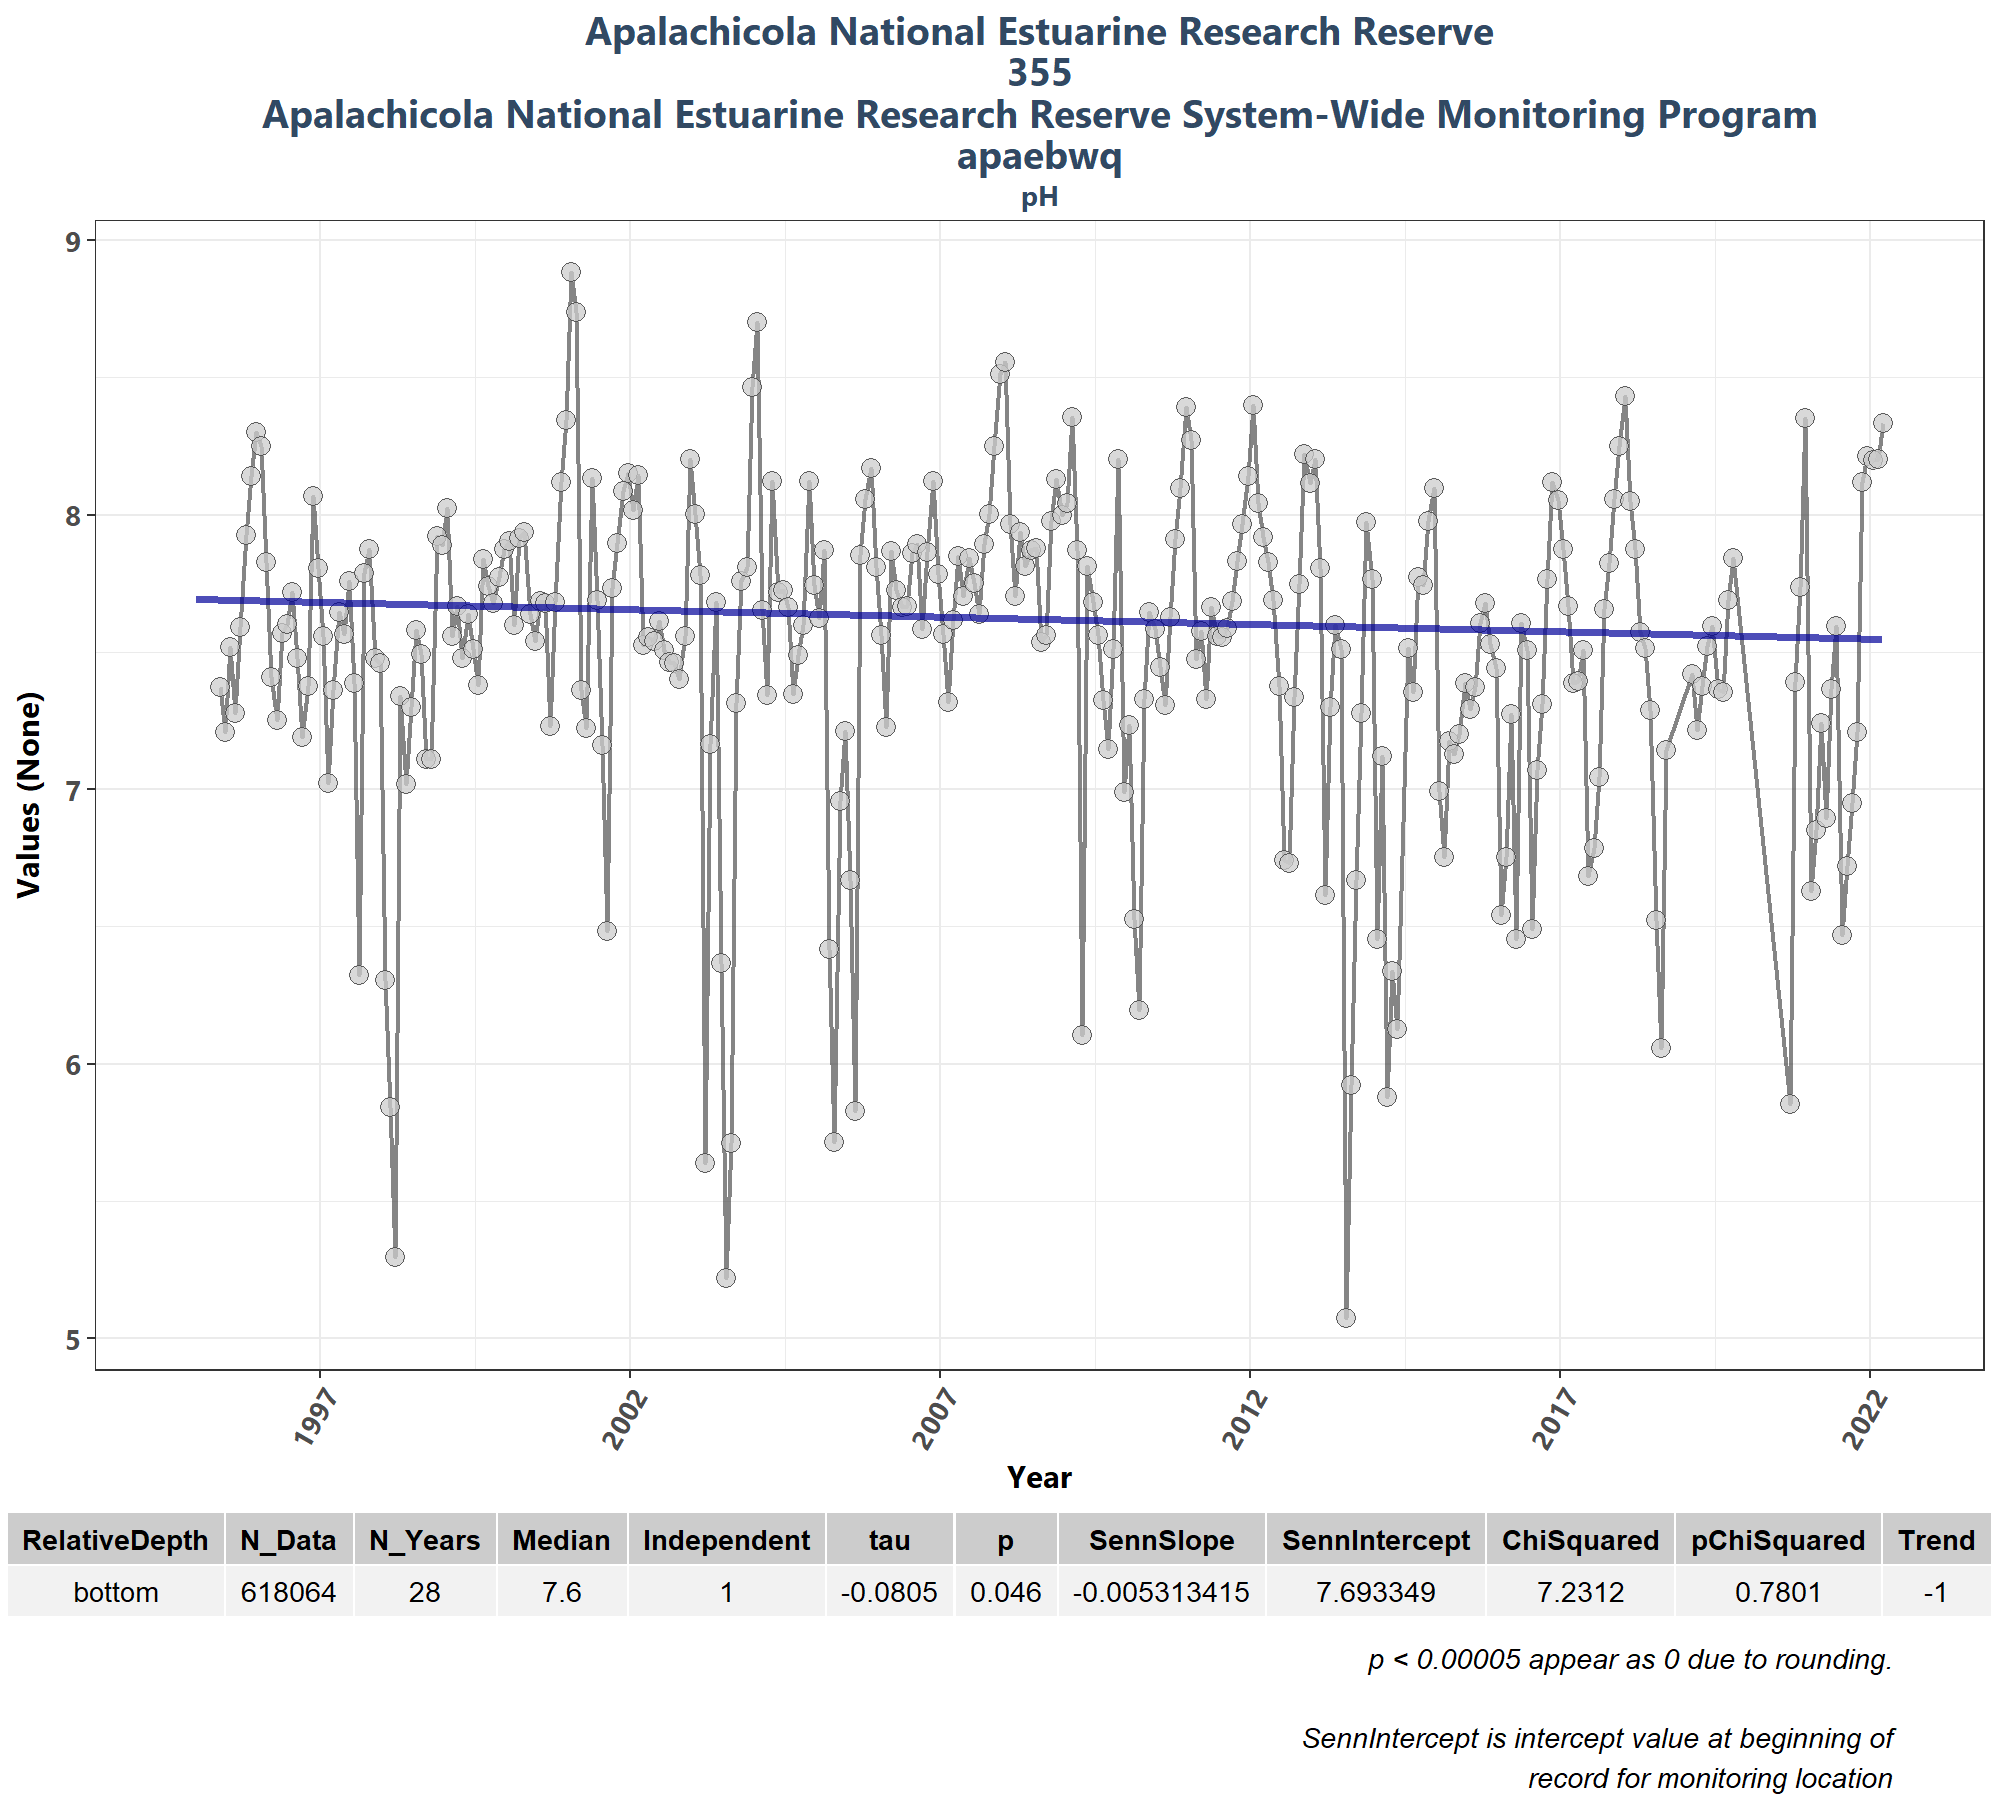 Apalachicola National Estuarine Research Reserve
355
Apalachicola National Estuarine Research Reserve System-Wide Monitoring Program
apaebwq
pH
9
8
7
6
5
Values (None)
1997 2002 2007 2012 2017 2022
Year
RelativeDepth N_Data N_Years Median Independent tau p SennSlope SennIntercept ChiSquared pChiSquared Trend
bottom 618064 28 7.6 1 -0.0805 0.046 -0.005313415 7.693349 7.2312 0.7801 -1
p < 0.00005 appear as 0 due to rounding.
SennIntercept is intercept value at beginning of
record for monitoring location